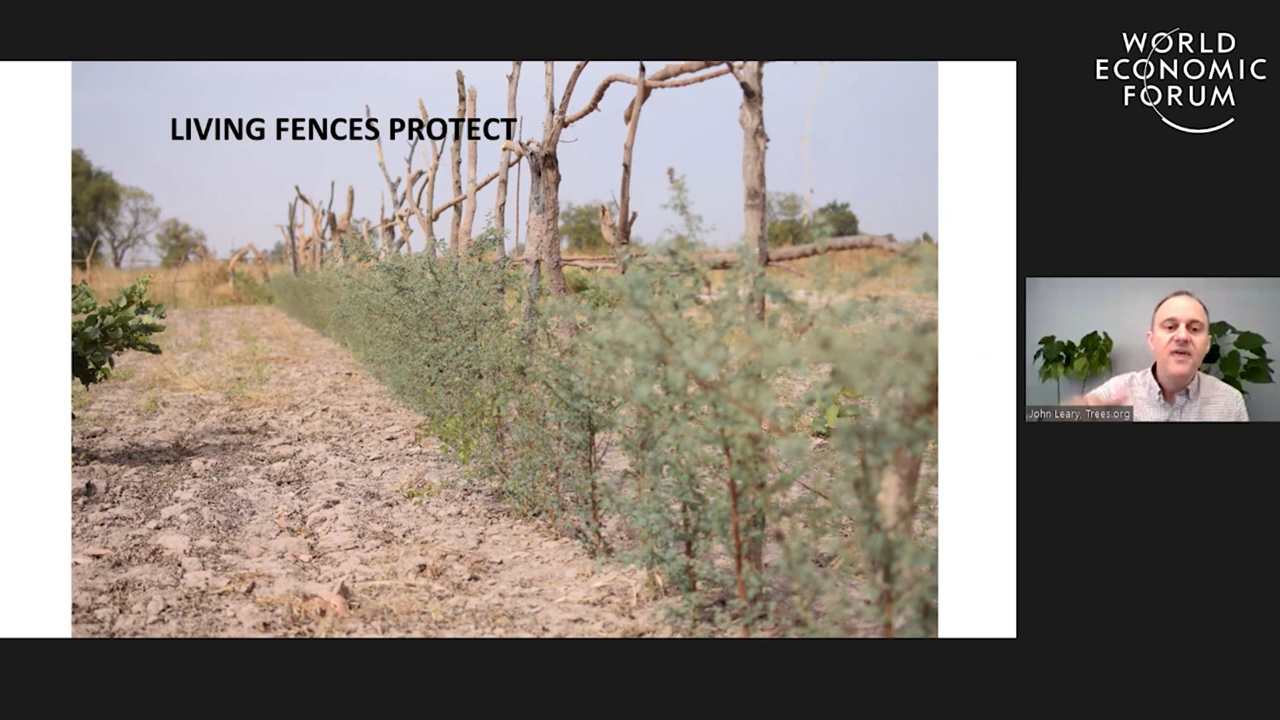 LIVING FENCES PROTECT
WORLD
ECONOMIC
FORUM
John Leary, Trees.org